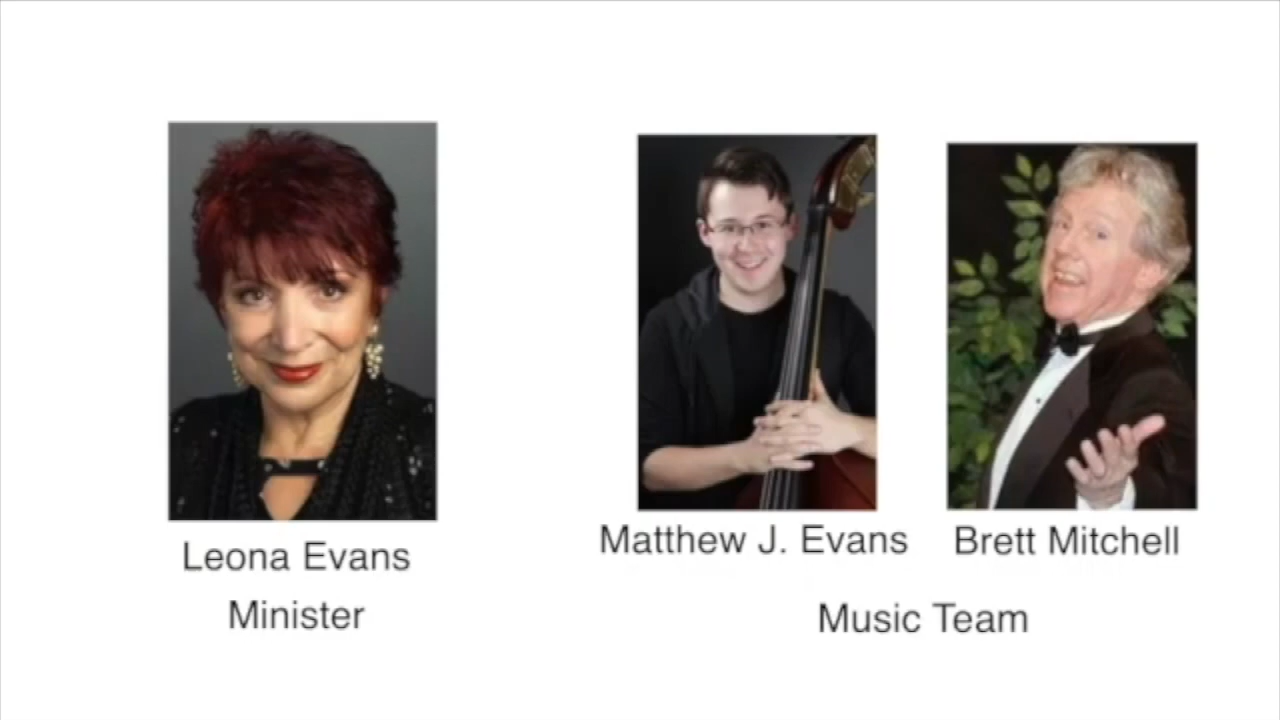 Leona Evans
Minister
Matthew J. Evans
Brett Mitchell
Music Team